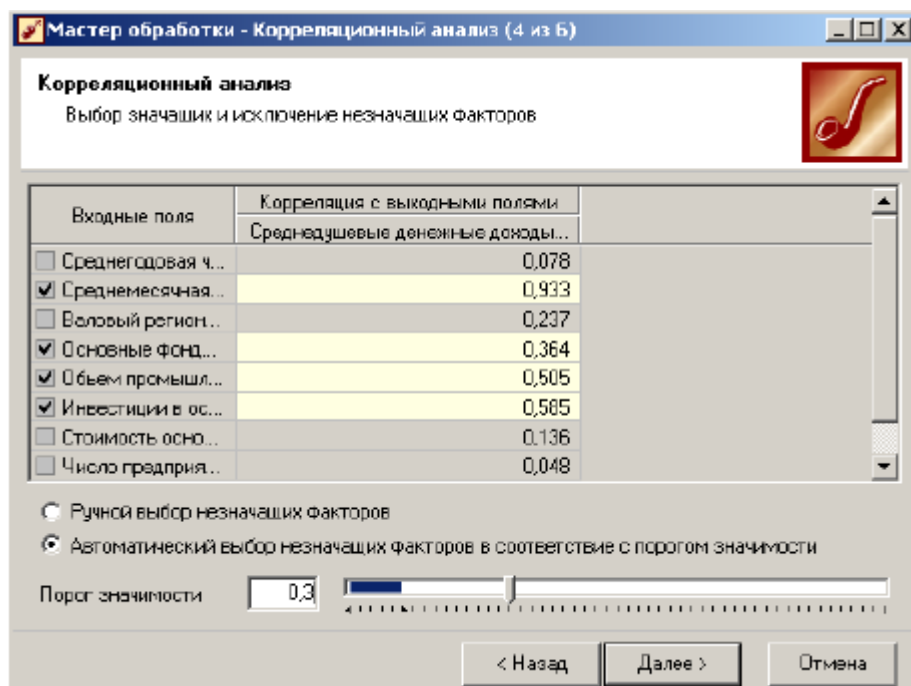 Мастер обработки - Корреляционный анализ (4 из 6)
Корреляционный анализ
Выбор значащих и исключение незначащих факторов
Входные поля
Корреляция с выходными полями
Среднедушевые денежные доходы...
Среднегодовая ч... 0,078
Среднемесячная... 0,933
Валовый регион... 0,237
Основные фонд... 0,364
Объем промышл... 0,505
Инвестиции в ос... 0,585
Стоимость осно... 0,136
Число предприя... 0,048
Ручной выбор незначащих факторов
Автоматический выбор незначащих факторов в соответствие с порогом значимости
Порог значимости 0,3
< Назад Далее > Отмена